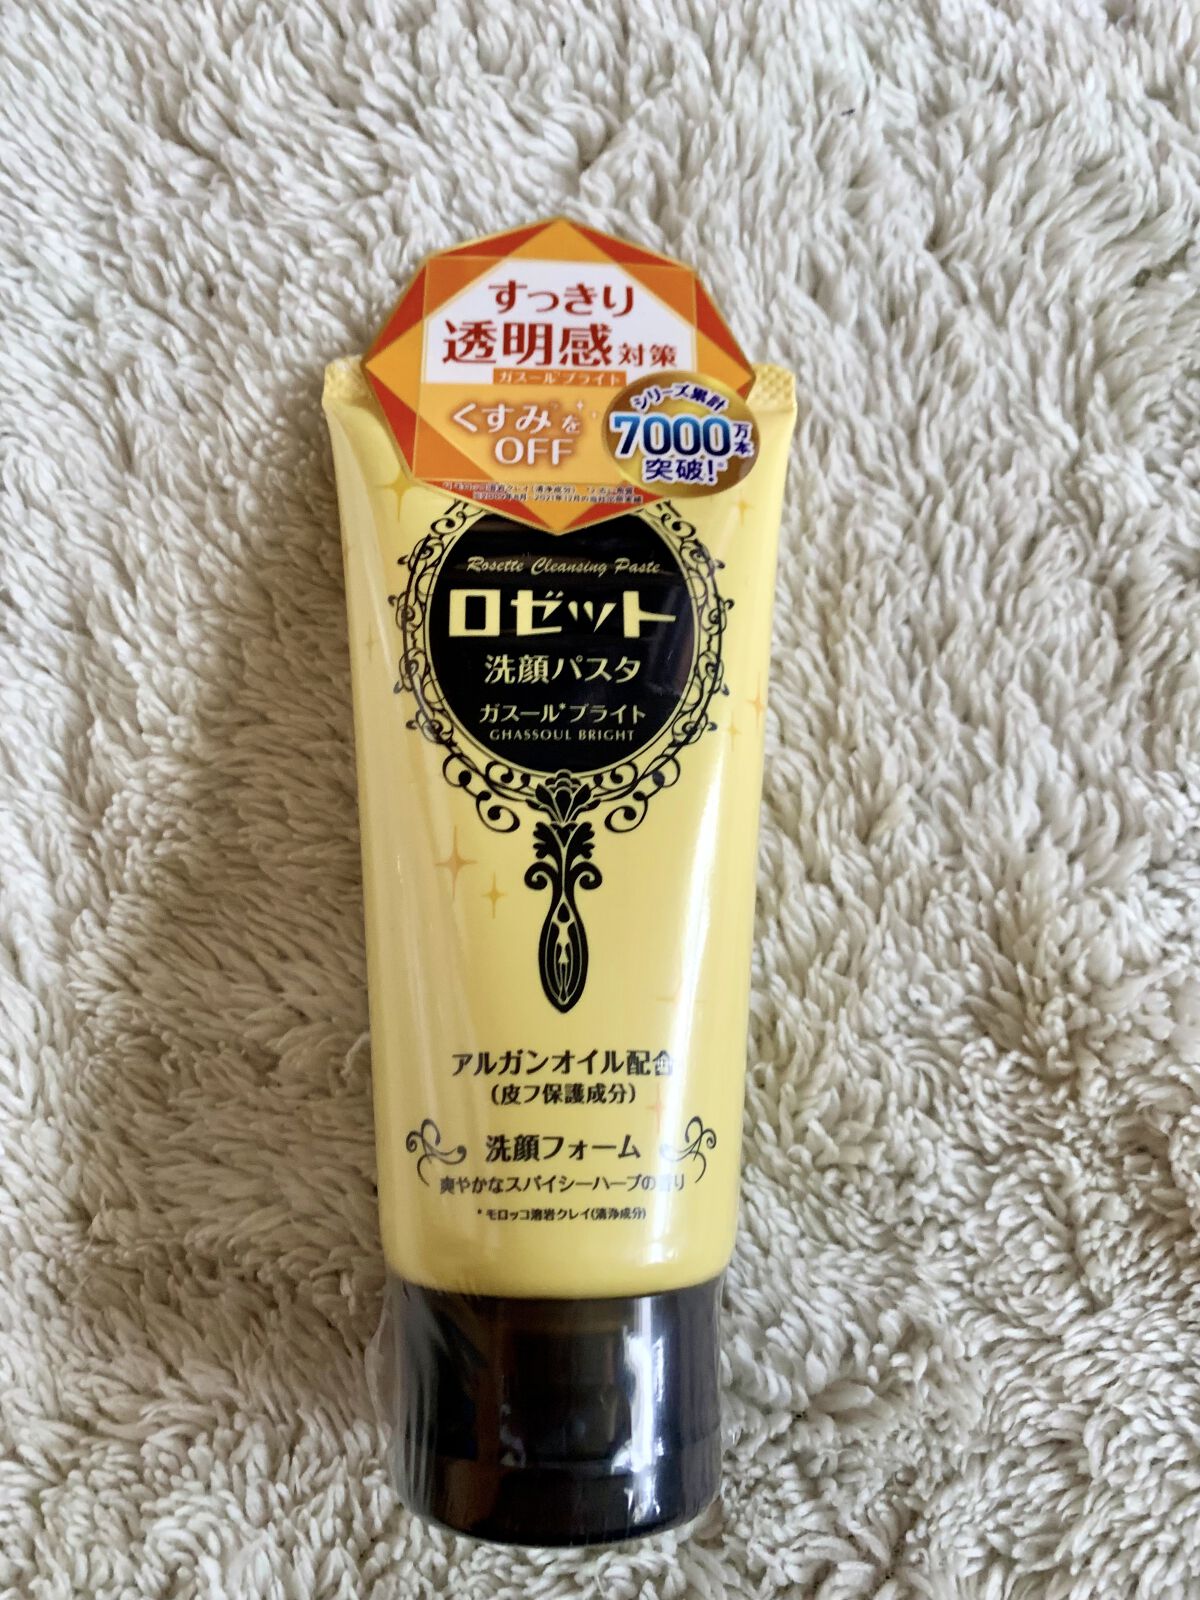 すっきり
透明感対策
ガスール*ブライト
くすみ*を
OFF
シリーズ累計
7000万本
突破!
Rosette Cleansing Paste
ロゼット
洗顔パスタ
ガスール*ブライト
GHASSOUL BRIGHT
アルガンオイル配合
(皮フ保護成分)
洗顔フォーム
爽やかなスパイシーハーブの香り
*モロッコ溶岩クレイ(清浄成分)